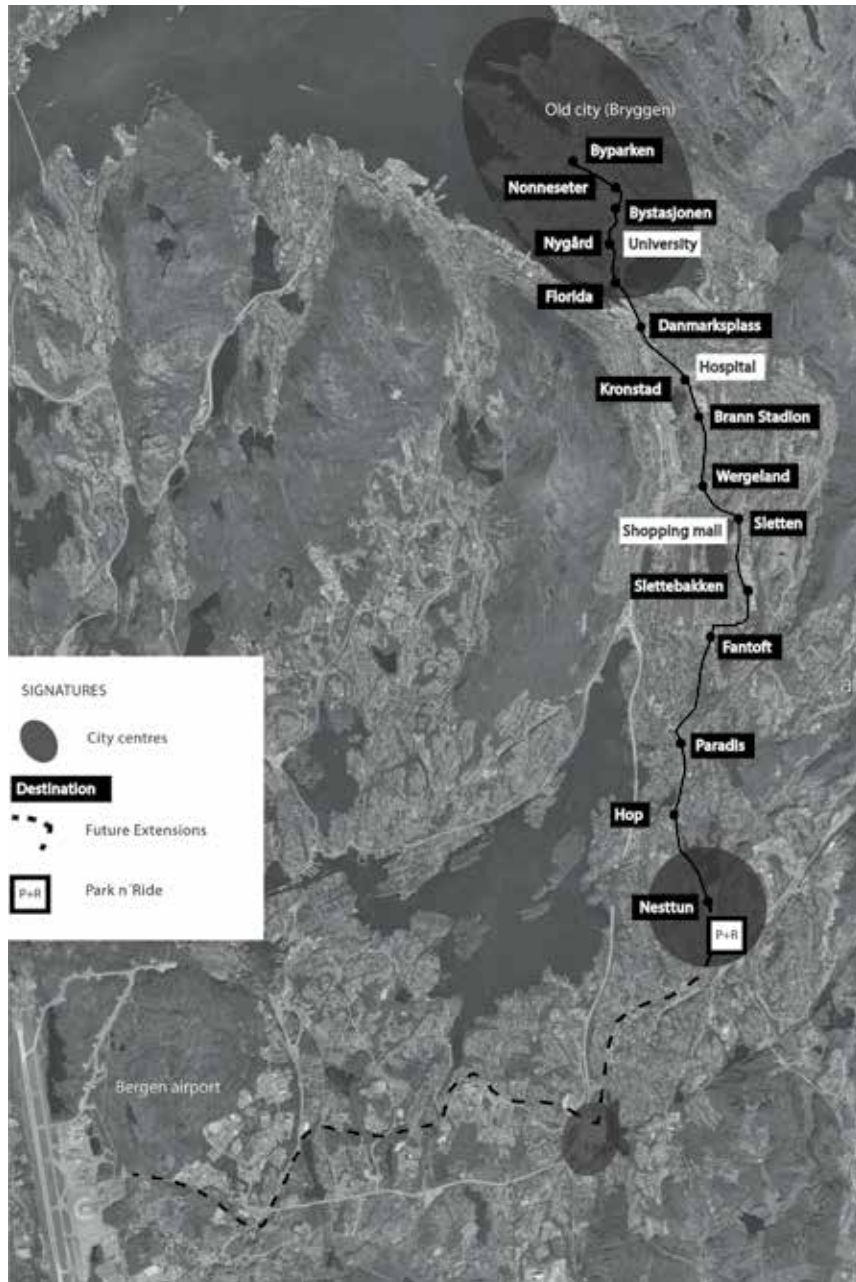 Old city (Bryggen)
Byparken
Nonneseter
Bystasjonen
Nygård
University
Florida
Danmarksplass
Hospital
Kronstad
Brann Stadion
Wergeland
Shopping mall
Sletten
Slettebakken
Fantoft
SIGNATURES
City centres
Paradis
Destination
Hop
Future Extensions
P+R
Park n´Ride
Nesttun
P+R
Bergen airport